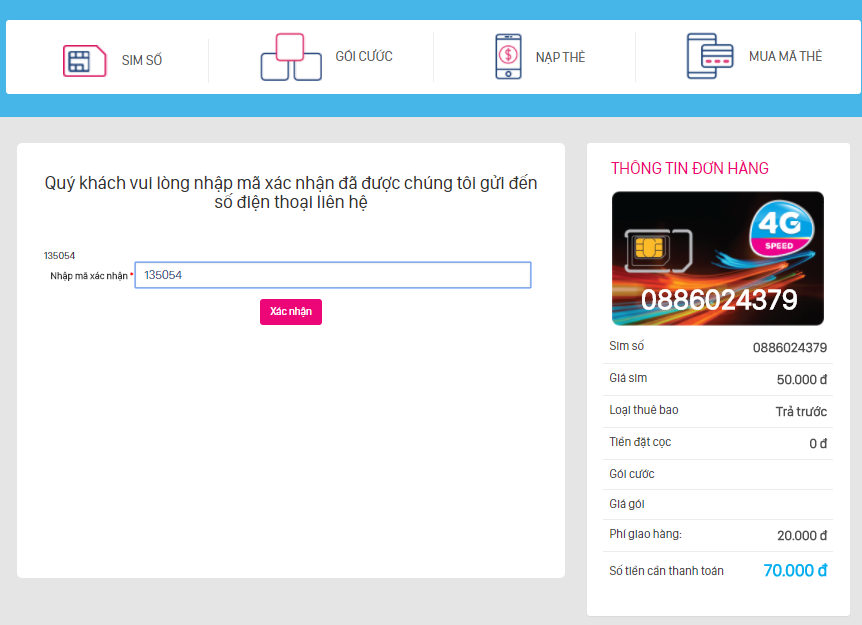 SIM SỐ
GÓI CƯỚC
NẠP THẺ
MUA MÃ THẺ
Quý khách vui lòng nhập mã xác nhận đã được chúng tôi gửi đến
số điện thoại liên hệ
135054
Nhập mã xác nhận * 135054
Xác nhận
THÔNG TIN ĐƠN HÀNG
4G
SPEED
0886024379
Sim số 0886024379
Giá sim 50.000 đ
Loại thuê bao Trả trước
Tiền đặt cọc 0 đ
Gói cước
Giá gói
Phí giao hàng: 20.000 đ
Số tiền cần thanh toán 70.000 đ